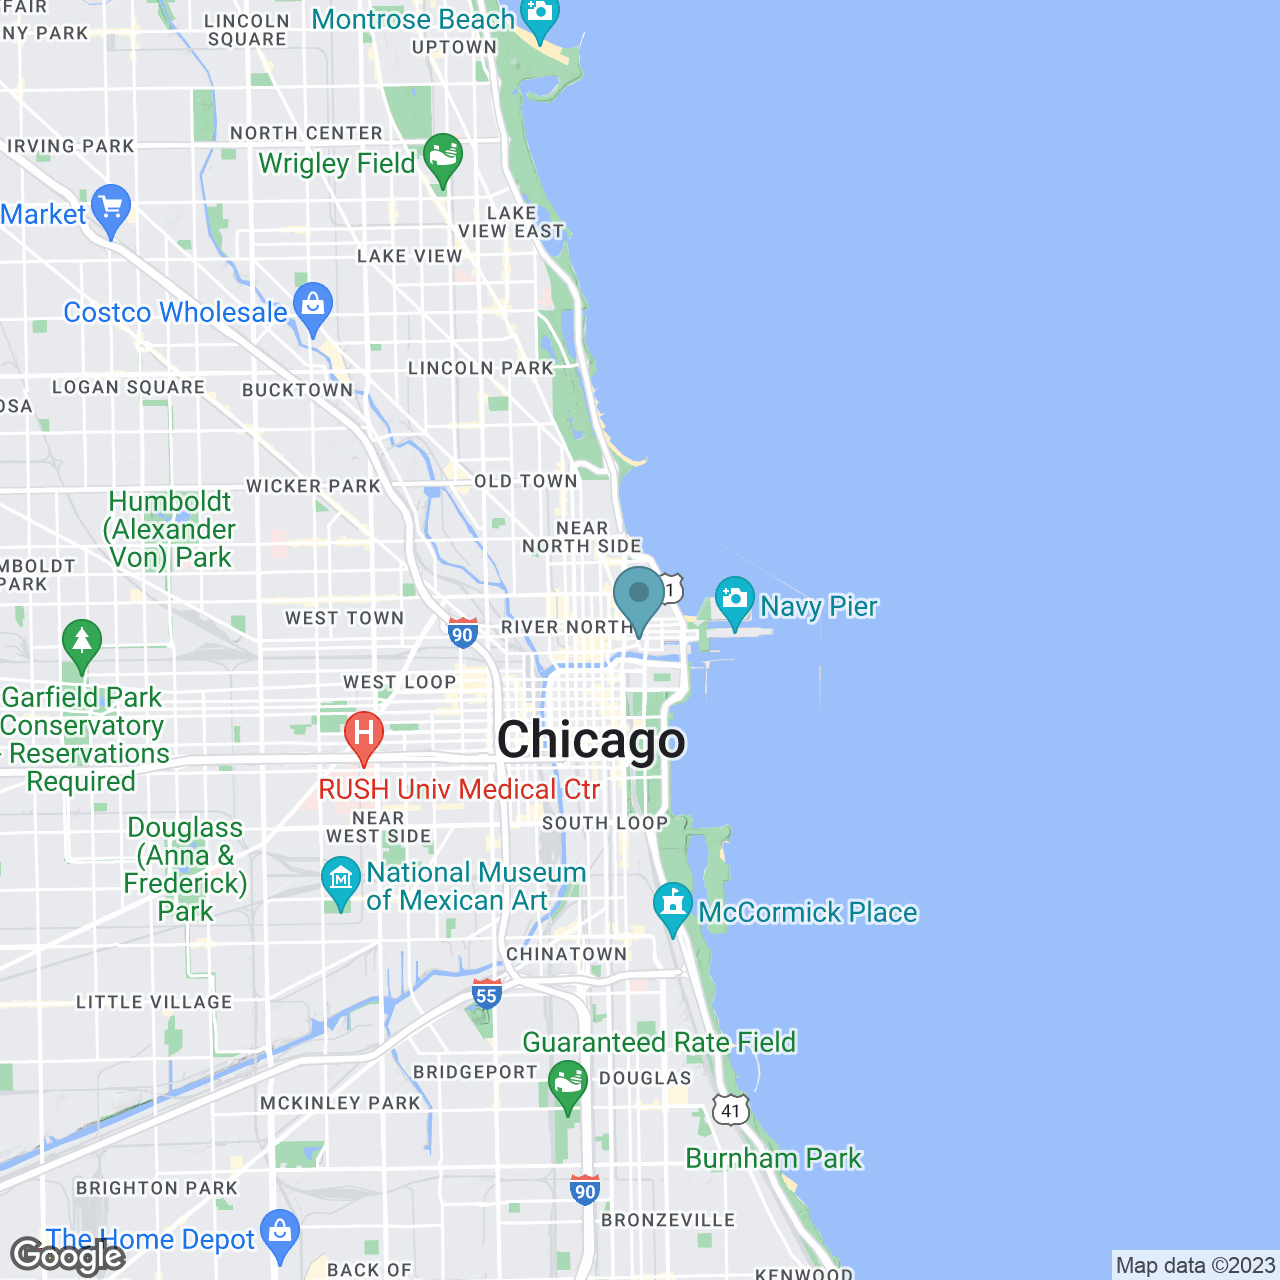 FAIR
NY PARK
LINCOLN
SQUARE
Montrose Beach
UPTOWN
NORTH CENTER
IRVING PARK
Wrigley Field
Market
LAKE
VIEW EAST
LAKE VIEW
Costco Wholesale
LINCOLN PARK
LOGAN SQUARE
BUCKTOWN
OSA
WICKER PARK
OLD TOWN
Humboldt
(Alexander
Von) Park
NEAR
NORTH SIDE
MBOLDT
PARK
1
Navy Pier
WEST TOWN
RIVER NORTH
90
WEST LOOP
Garfield Park
Conservatory
- Reservations
Required
H
Chicago
RUSH Univ Medical Ctr
NEAR
WEST SIDE
SOUTH LOOP
Douglass
(Anna &
Frederick)
Park
M
National Museum
of Mexican Art
McCormick Place
CHINATOWN
LITTLE VILLAGE
55
Guaranteed Rate Field
BRIDGEPORT
DOUGLAS
MCKINLEY PARK
41
Burnham Park
BRIGHTON PARK
90
BRONZEVILLE
The Home Depot
Google
BACK OF
KENWOOD
Map data ©2023